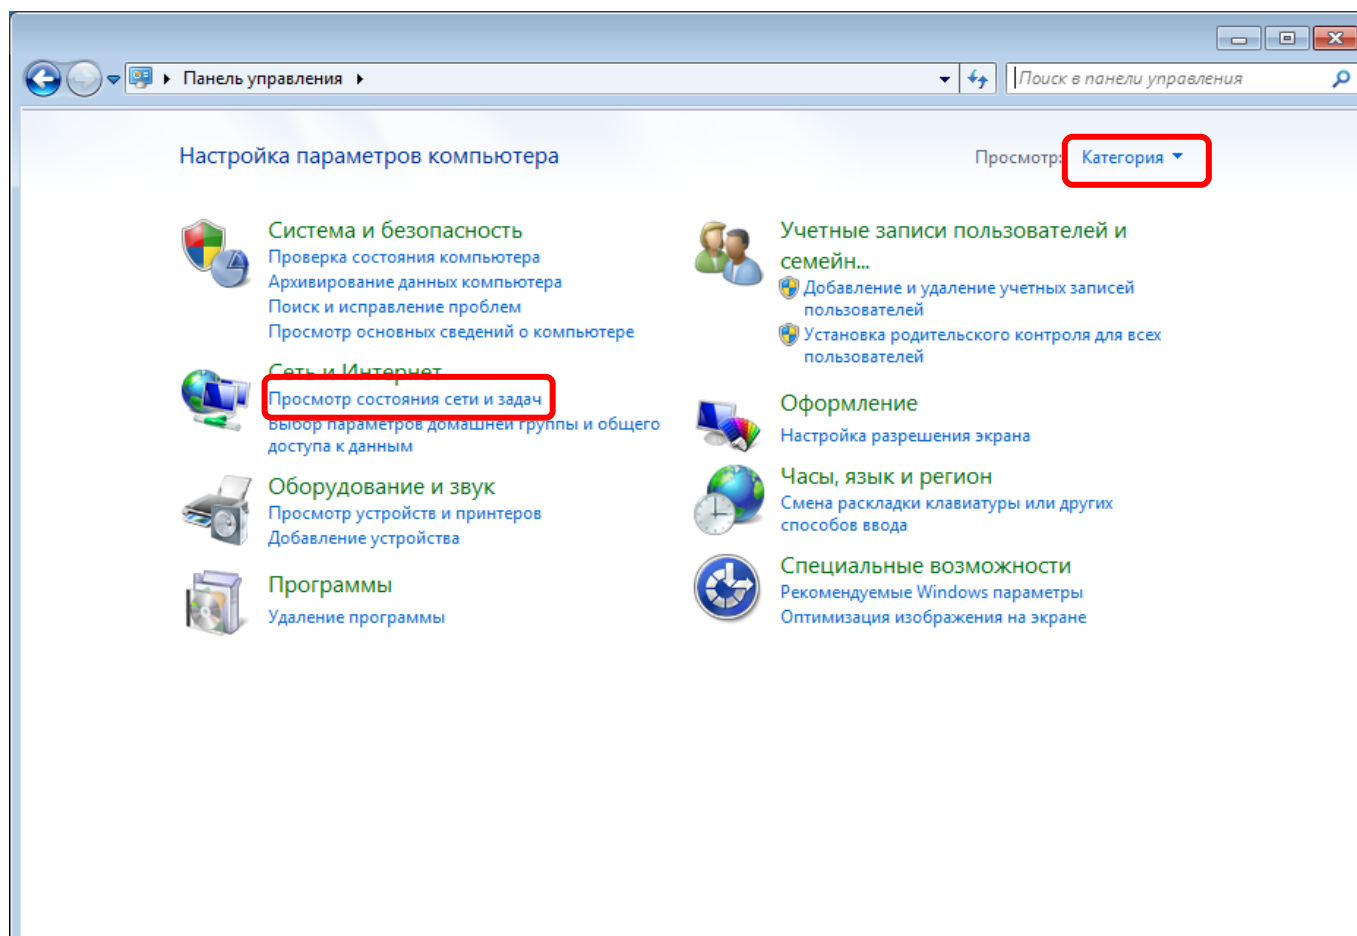 Панель управления
Поиск в панели управления
Настройка параметров компьютера
Просмотр:
Категория
Система и безопасность
Проверка состояния компьютера
Архивирование данных компьютера
Поиск и исправление проблем
Просмотр основных сведений о компьютере
Сеть и Интернет
Просмотр состояния сети и задач
Выбор параметров домашней группы и общего
доступа к данным
Оборудование и звук
Просмотр устройств и принтеров
Добавление устройства
Программы
Удаление программы
Учетные записи пользователей и
семейн...
Добавление и удаление учетных записей
пользователей
Установка родительского контроля для всех
пользователей
Оформление
Настройка разрешения экрана
Часы, язык и регион
Смена раскладки клавиатуры или других
способов ввода
Специальные возможности
Рекомендуемые Windows параметры
Оптимизация изображения на экране